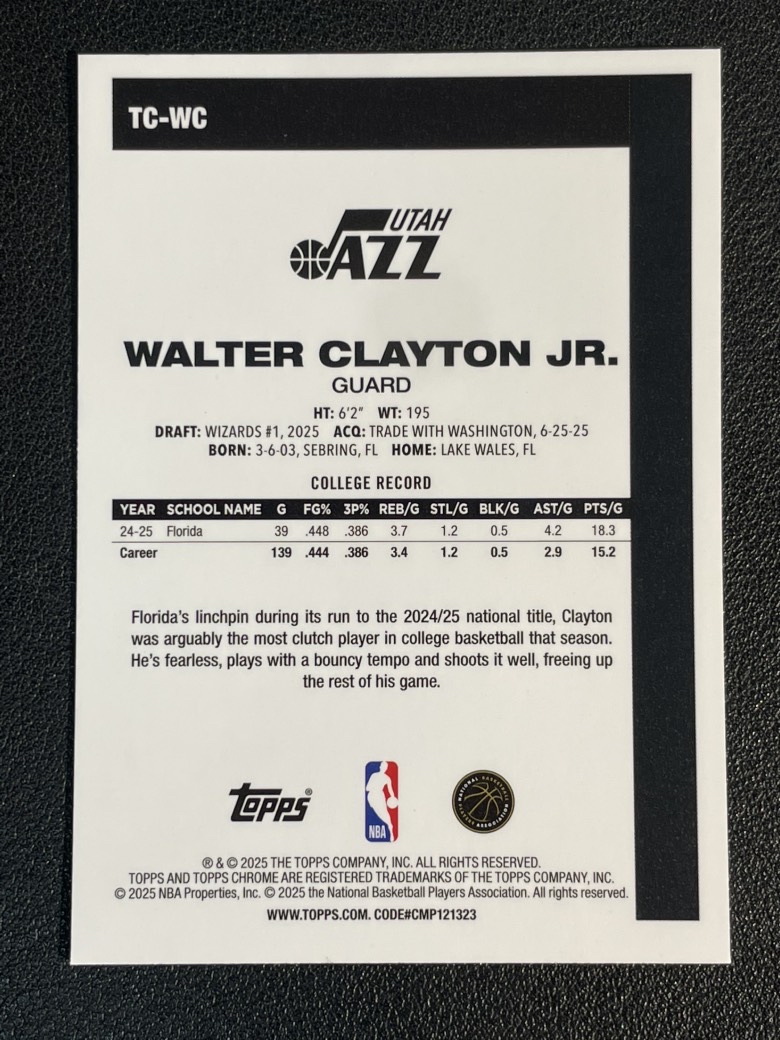 TC-WC
UTAH
JAZZ
WALTER CLAYTON JR.
GUARD
HT: 6'2" WT: 195
DRAFT: WIZARDS #1, 2025 ACQ: TRADE WITH WASHINGTON, 6-25-25
BORN: 3-6-03, SEBRING, FL HOME: LAKE WALES, FL
COLLEGE RECORD
YEAR SCHOOL NAME G FG% 3P% REB/G STL/G BLK/G AST/G PTS/G
24-25 Florida 39 .448 .386 3.7 1.2 0.5 4.2 18.3
Career 139 .444 .386 3.4 1.2 0.5 2.9 15.2
Florida's linchpin during its run to the 2024/25 national title, Clayton
was arguably the most clutch player in college basketball that season.
He's fearless, plays with a bouncy tempo and shoots it well, freeing up
the rest of his game.
Topps®
NBA
NATIONAL BASKETBALL PLAYERS ASSOCIATION
® & © 2025 THE TOPPS COMPANY, INC. ALL RIGHTS RESERVED.
TOPPS AND TOPPS CHROME ARE REGISTERED TRADEMARKS OF THE TOPPS COMPANY, INC.
© 2025 NBA Properties, Inc. © 2025 the National Basketball Players Association. All rights reserved.
WWW.TOPPS.COM. CODE#CMP121323